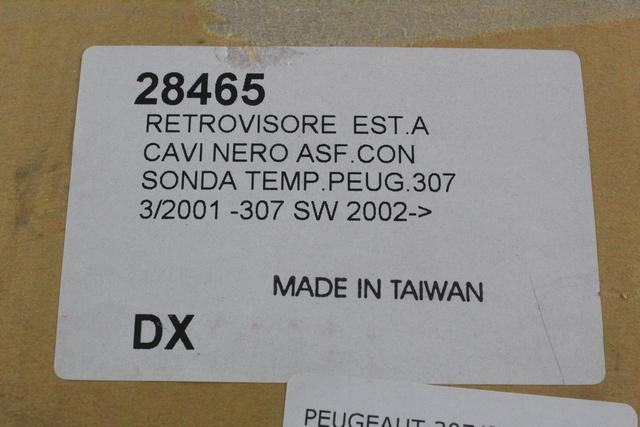 28465
RETROVISORE EST.A
CAVI NERO ASF.CON
SONDA TEMP.PEUG.307
3/2001 -307 SW 2002->
MADE IN TAIWAN
DX
PEUGEAUT